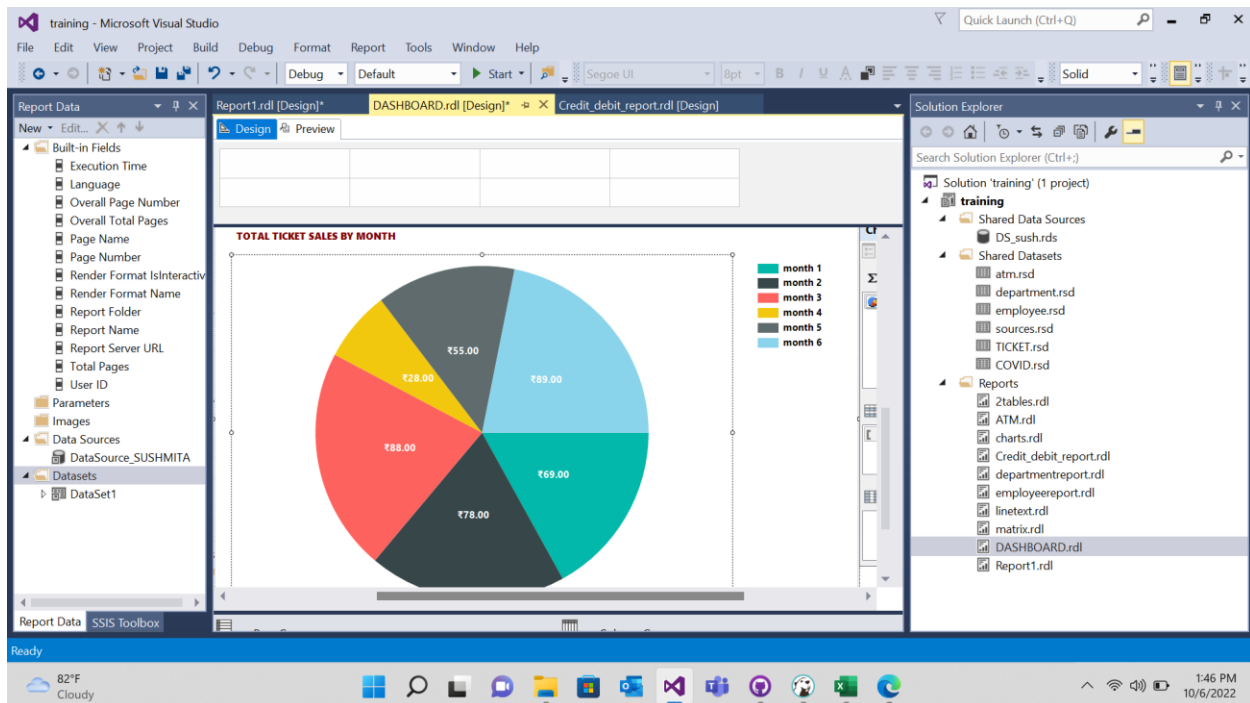 training - Microsoft Visual Studio
Quick Launch (Ctrl+Q)
File Edit View Project Build Debug Format Report Tools Window Help
Debug Default Start Segoe UI 8pt B I U A Solid
Report Data
New Edit...
Built-in Fields
Execution Time
Language
Overall Page Number
Overall Total Pages
Page Name
Page Number
Render Format IsInteractiv
Render Format Name
Report Folder
Report Name
Report Server URL
Total Pages
User ID
Parameters
Images
Data Sources
DataSource_SUSHMITA
Datasets
DataSet1
Report Data SSIS Toolbox
Report1.rdl [Design]* DASHBOARD.rdl [Design]* Credit_debit_report.rdl [Design]
Design Preview
TOTAL TICKET SALES BY MONTH
month 1
month 2
month 3
month 4
month 5
month 6
₹55.00
₹28.00
₹89.00
₹88.00
₹69.00
₹78.00
Σ
Solution Explorer
Search Solution Explorer (Ctrl+;)
Solution 'training' (1 project)
training
Shared Data Sources
DS_sush.rds
Shared Datasets
atm.rsd
department.rsd
employee.rsd
sources.rsd
TICKET.rsd
COVID.rsd
Reports
2tables.rdl
ATM.rdl
charts.rdl
Credit_debit_report.rdl
departmentreport.rdl
employeereport.rdl
linetext.rdl
matrix.rdl
DASHBOARD.rdl
Report1.rdl
Ready
82°F
Cloudy
1:46 PM
10/6/2022